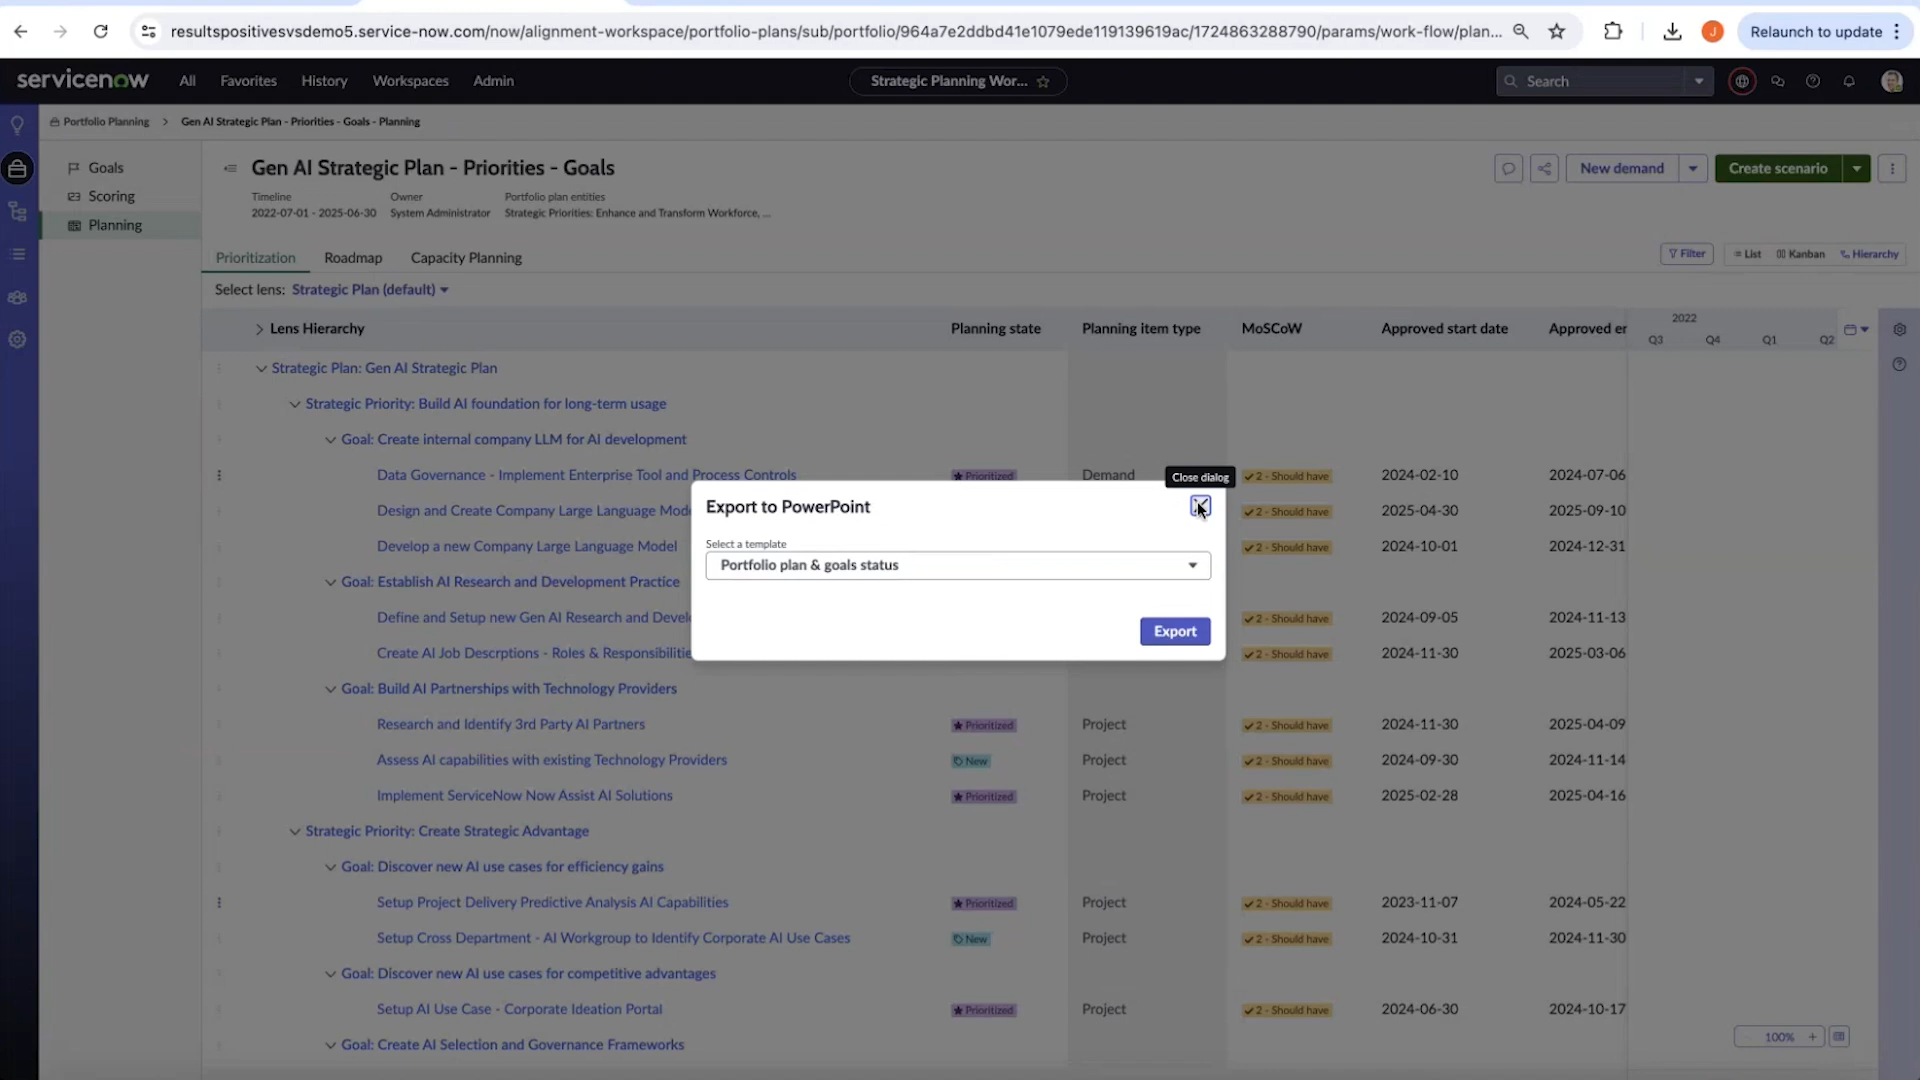 resultspositivesvsdemo5.service-now.com/now/alignment-workspace/portfolio-plans/sub/portfolio/964a7e2ddbd41e1079ede119139619ac/1724863288790/params/work-flow/plan...
J
Relaunch to update
servicenow
All
Favorites
History
Workspaces
Admin
Strategic Planning Wor...
Search
Portfolio Planning > Gen AI Strategic Plan - Priorities - Goals - Planning
Goals
Scoring
Planning
Gen AI Strategic Plan - Priorities - Goals
New demand
Create scenario
Timeline
Owner
Portfolio plan entities
2022-07-01 - 2025-06-30
System Administrator
Strategic Priorities: Enhance and Transform Workforce, ...
Prioritization
Roadmap
Capacity Planning
Filter
List
Kanban
Hierarchy
Select lens: Strategic Plan (default)
Lens Hierarchy
Planning state
Planning item type
MoSCoW
Approved start date
Approved er
2022
Q3
Q4
Q1
Q2
Strategic Plan: Gen AI Strategic Plan
Strategic Priority: Build AI foundation for long-term usage
Goal: Create internal company LLM for AI development
Data Governance - Implement Enterprise Tool and Process Controls
Prioritized
Demand
2 - Should have
2024-02-10
2024-07-06
Close dialog
Export to PowerPoint
Select a template
Portfolio plan & goals status
Export
Design and Create Company Large Language Mode
2 - Should have
2025-04-30
2025-09-10
Develop a new Company Large Language Model
2 - Should have
2024-10-01
2024-12-31
Goal: Establish AI Research and Development Practice
Define and Setup new Gen AI Research and Devel
2 - Should have
2024-09-05
2024-11-13
Create AI Job Descrptions - Roles & Responsibilitie
2 - Should have
2024-11-30
2025-03-06
Goal: Build AI Partnerships with Technology Providers
Research and Identify 3rd Party AI Partners
Prioritized
Project
2 - Should have
2024-11-30
2025-04-09
Assess AI capabilities with existing Technology Providers
New
Project
2 - Should have
2024-09-30
2024-11-14
Implement ServiceNow Now Assist AI Solutions
Prioritized
Project
2 - Should have
2025-02-28
2025-04-16
Strategic Priority: Create Strategic Advantage
Goal: Discover new AI use cases for efficiency gains
Setup Project Delivery Predictive Analysis AI Capabilities
Prioritized
Project
2 - Should have
2023-11-07
2024-05-22
Setup Cross Department - AI Workgroup to Identify Corporate AI Use Cases
New
Project
2 - Should have
2024-10-31
2024-11-30
Goal: Discover new AI use cases for competitive advantages
Setup AI Use Case - Corporate Ideation Portal
Prioritized
Project
2 - Should have
2024-06-30
2024-10-17
Goal: Create AI Selection and Governance Frameworks
- 100% +